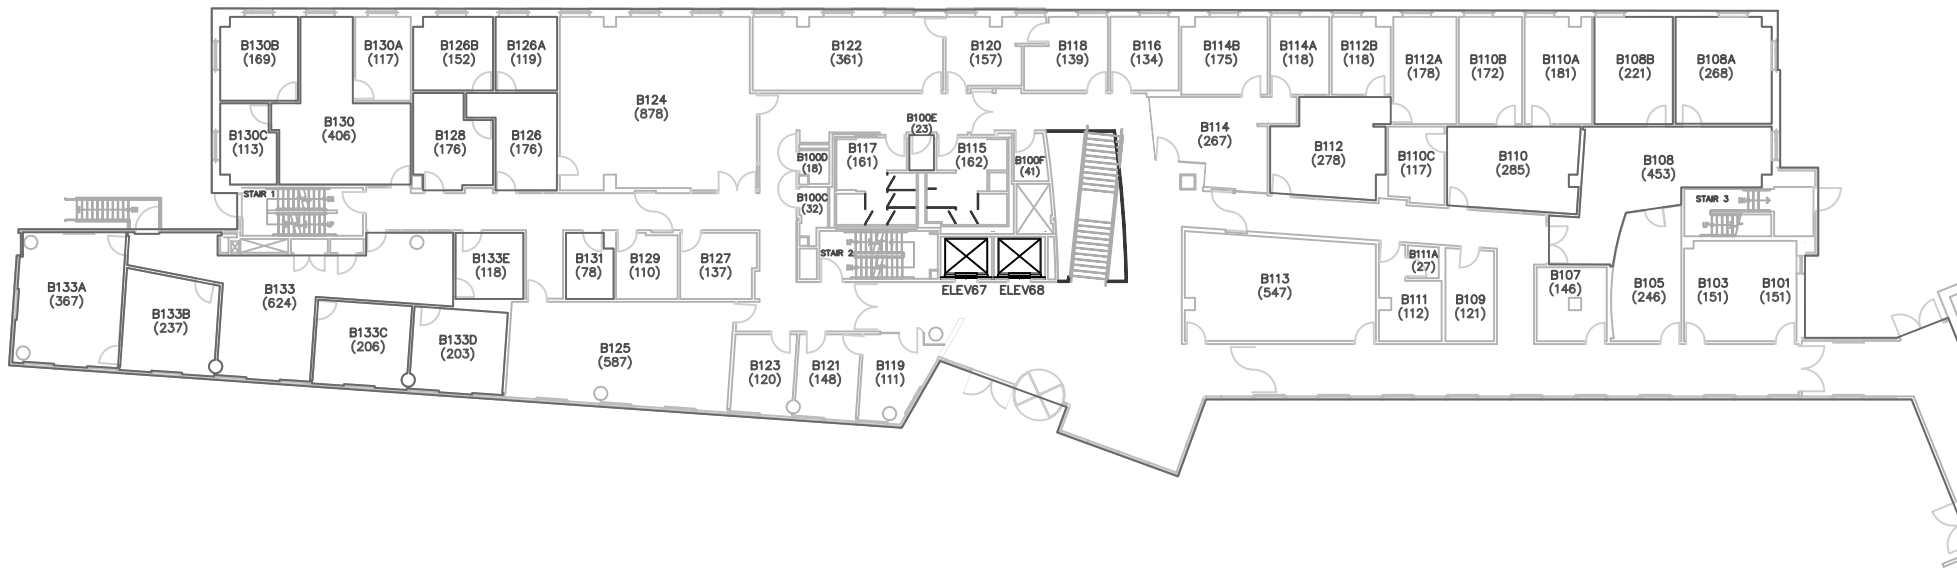 B130B
(169)
B130A
(117)
B126B
(152)
B126A
(119)
B122
(361)
B120
(157)
B118
(139)
B116
(134)
B114B
(175)
B114A
(118)
B112B
(118)
B112A
(178)
B110B
(172)
B110A
(181)
B108B
(221)
B108A
(268)
B124
(878)
B130
(406)
B130C
(113)
B128
(176)
B126
(176)
B100E
(23)
B117
(161)
B115
(162)
B100D
(18)
B100F
(41)
B114
(267)
B112
(278)
B110C
(117)
B110
(285)
B108
(453)
STAIR 1
B100C
(32)
STAIR 3
STAIR 2
B133A
(367)
B133
(624)
B133E
(118)
B131
(78)
B129
(110)
B127
(137)
ELEV67
ELEV68
B113
(547)
B111A
(27)
B111
(112)
B109
(121)
B107
(146)
B105
(246)
B103
(151)
B101
(151)
B133B
(237)
B133C
(206)
B133D
(203)
B125
(587)
B123
(120)
B121
(148)
B119
(111)